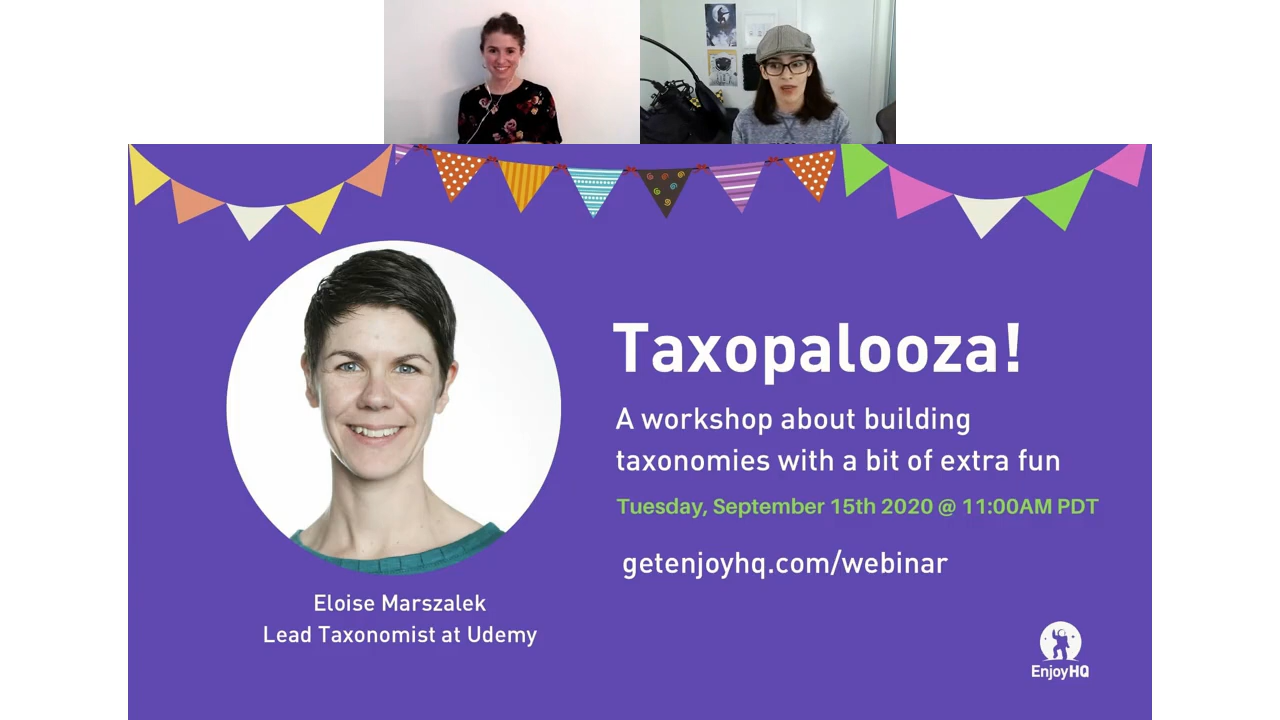 Taxopalooza!
A workshop about building
taxonomies with a bit of extra fun
Tuesday, September 15th 2020 @ 11:00AM PDT
getenjoyhq.com/webinar
Eloise Marszalek
Lead Taxonomist at Udemy
EnjoyHQ